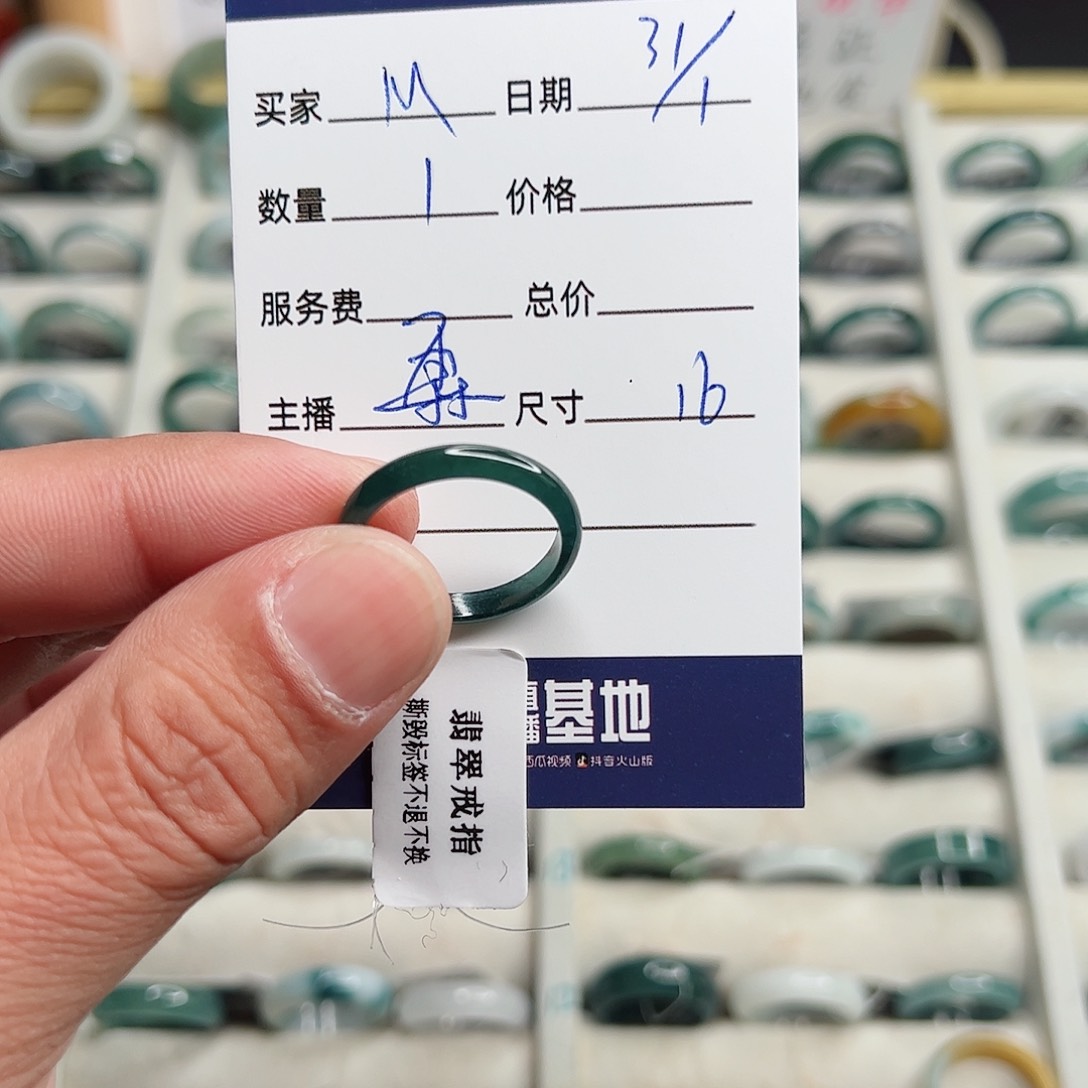 买家 M 日期 31/1
数量 1 价格
服务费 总价
主播 尺寸 16
播基地
西瓜视频 抖音火山版
翡翠戒指
撕毁标签不退不换